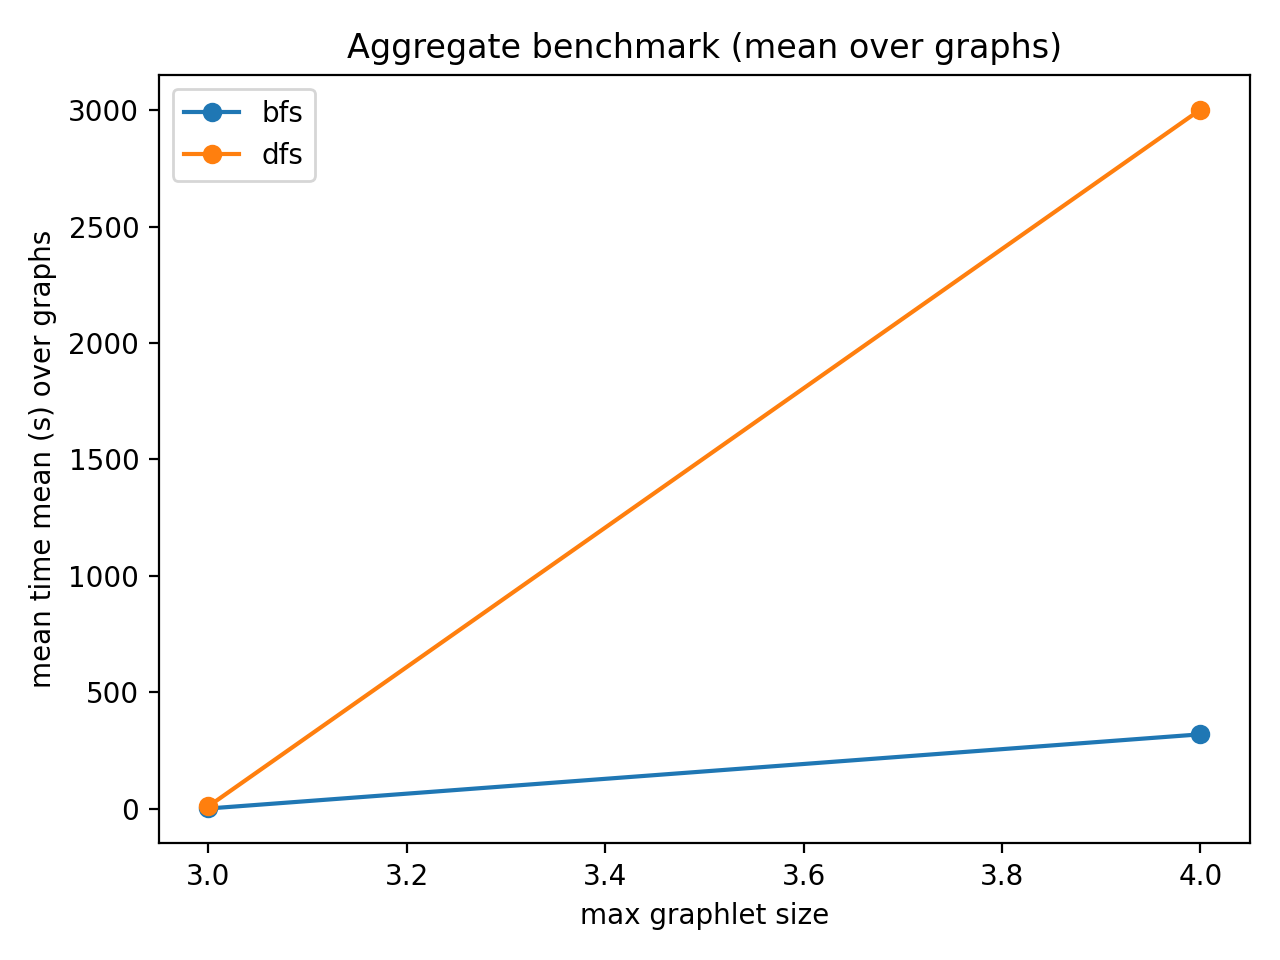 Aggregate benchmark (mean over graphs)
bfs
dfs
mean time mean (s) over graphs
3000
2500
2000
1500
1000
500
0
3.0 3.2 3.4 3.6 3.8 4.0
max graphlet size